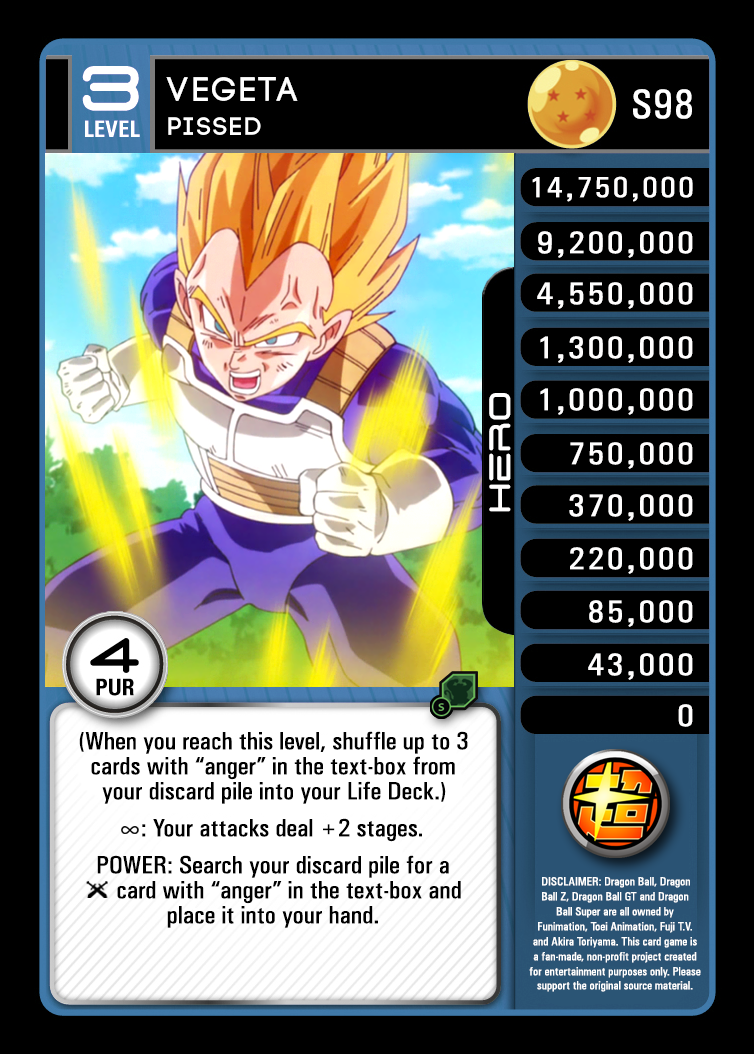 3
LEVEL
VEGETA
PISSED
S98
14,750,000
9,200,000
4,550,000
1,300,000
1,000,000
750,000
370,000
220,000
85,000
43,000
0
HERO
4
PUR
S
(When you reach this level, shuffle up to 3
cards with “anger” in the text-box from
your discard pile into your Life Deck.)
∞: Your attacks deal +2 stages.
POWER: Search your discard pile for a
card with “anger” in the text-box and
place it into your hand.
超
DISCLAIMER: Dragon Ball, Dragon
Ball Z, Dragon Ball GT and Dragon
Ball Super are all owned by
Funimation, Toei Animation, Fuji T.V.
and Akira Toriyama. This card game is
a fan-made, non-profit project created
for entertainment purposes only. Please
support the original source material.